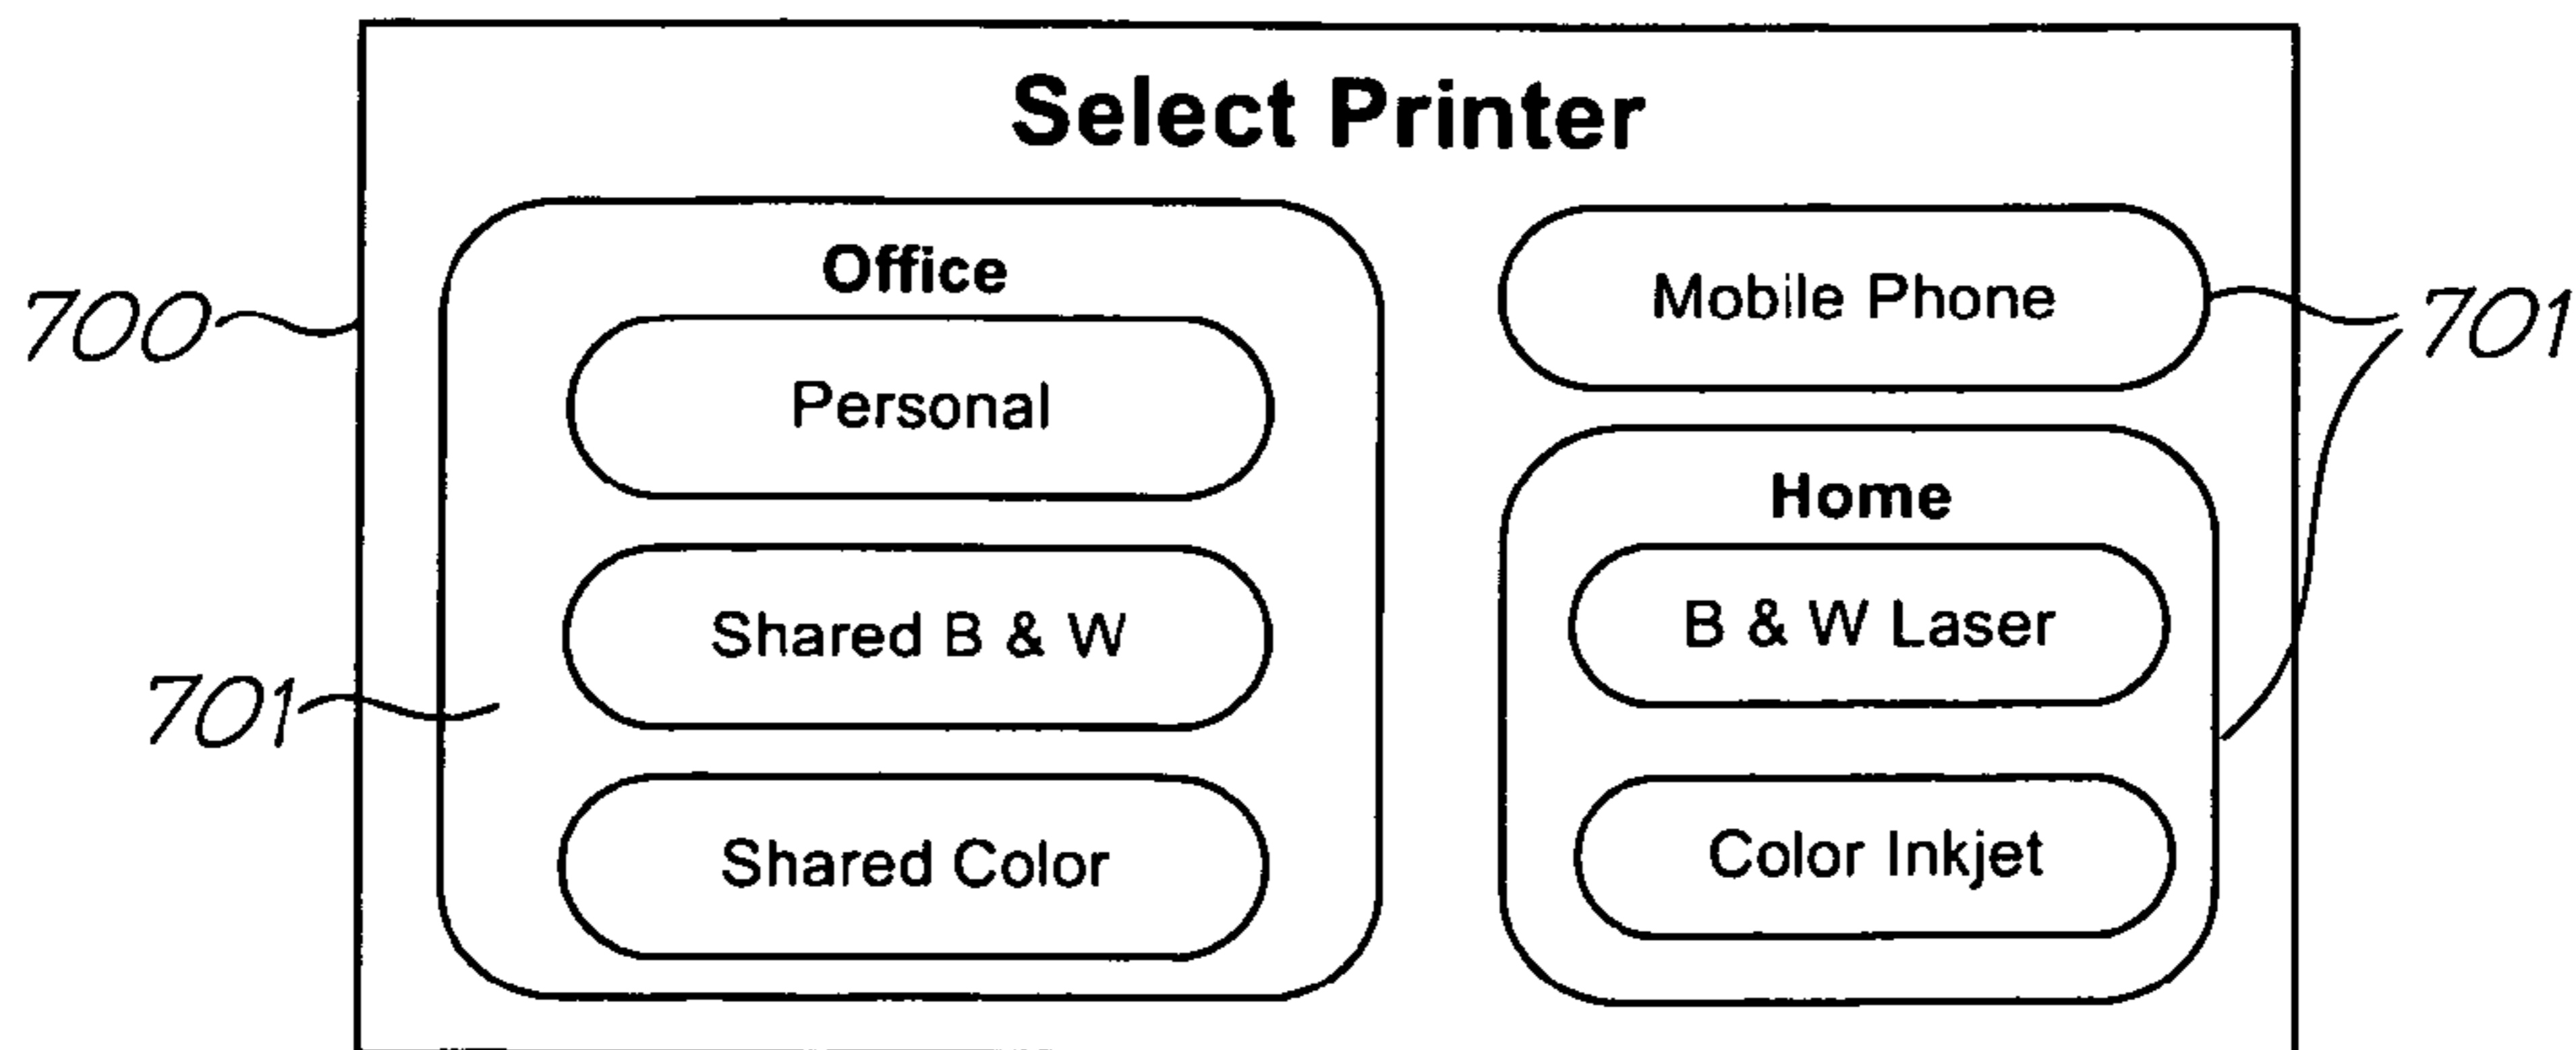 Select Printer
Office
Personal
Shared B & W
Shared Color
Mobile Phone
Home
B & W Laser
Color Inkjet
700
701
701